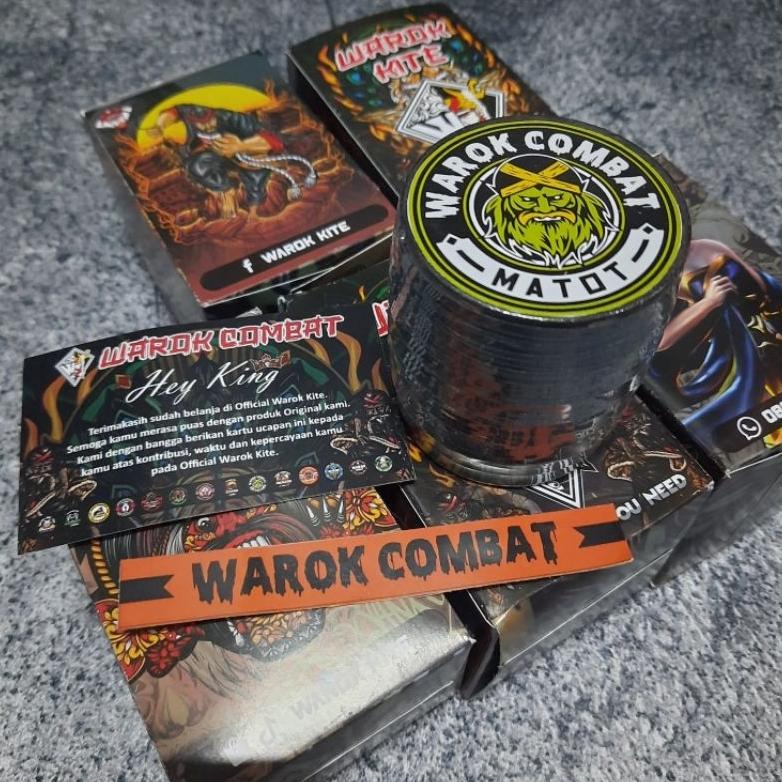 WAROK
KITE
WAROK KITE
WAROK COMBAT
MATOT
WAROK COMBAT
Hey King
Terimakasih sudah belanja di Official Warok Kite.
Semoga kamu merasa puas dengan produk Original kami.
Kami dengan bangga berikan kartu ucapan ini kepada
kamu atas kontribusi, waktu dan kepercayaan kamu
pada Official Warok Kite.
YOU NEED
WAROK COMBAT